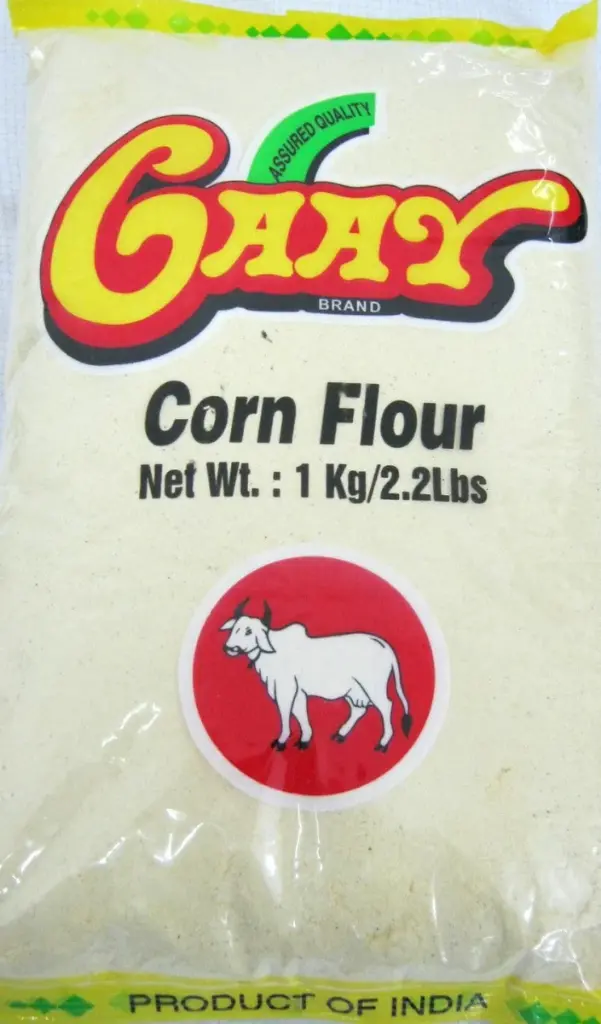 ASSURED QUALITY
GAAY
BRAND
Corn Flour
Net Wt. : 1 Kg/2.2Lbs
PRODUCT OF INDIA